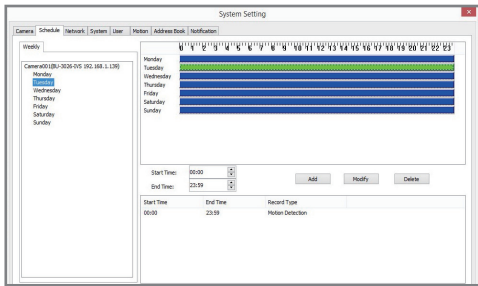 System Setting
Camera Schedule Network System User Motion Address Book Notification
Weekly
0 1 2 3 4 5 6 7 8 9 10 11 12 13 14 15 16 17 18 19 20 21 22 23
Camera001(BU-3026-IVS 192.168.1.139)
Monday
Tuesday
Wednesday
Thursday
Friday
Saturday
Sunday
Monday
Tuesday
Wednesday
Thursday
Friday
Saturday
Sunday
Start Time: 00:00
End Time: 23:59
Add Modify Delete
Start Time End Time Record Type
00:00 23:59 Motion Detection